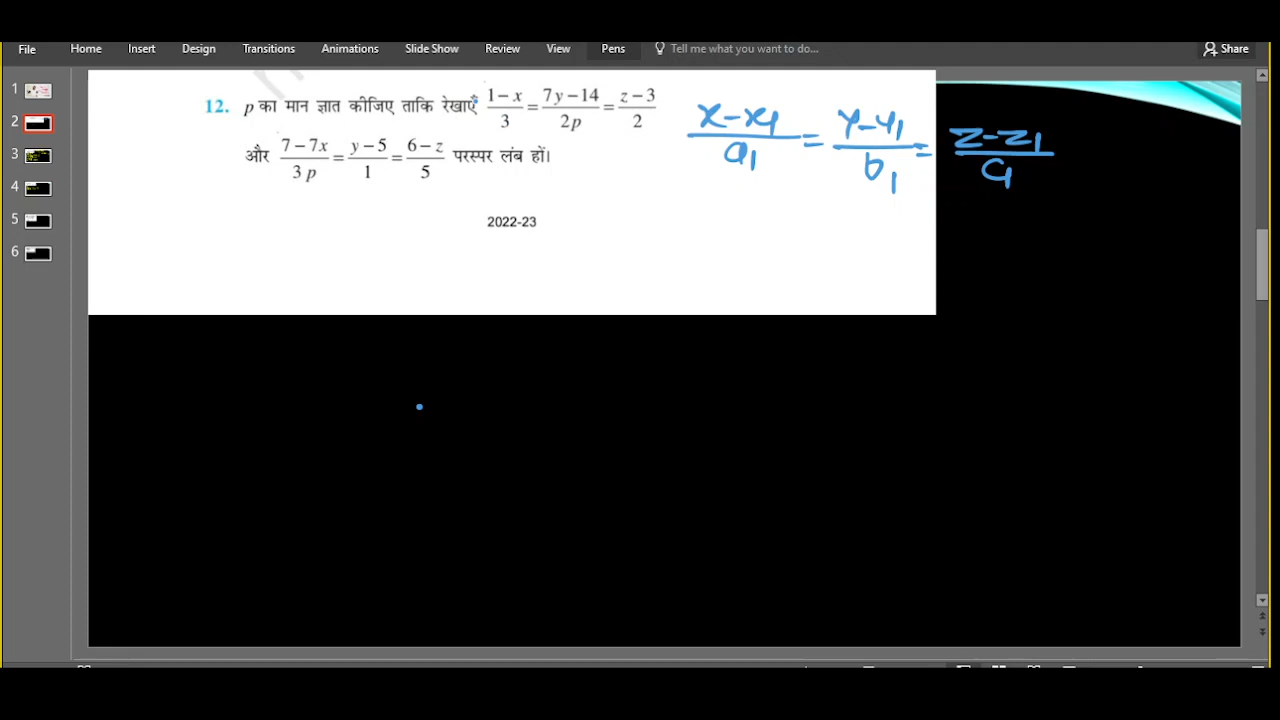 File Home Insert Design Transitions Animations Slide Show Review View Pens Tell me what you want to do... Share
1
2
3
4
5
6
12. p का मान ज्ञात कीजिए ताकि रेखाएँ (1−x)/3 = (7y−14)/2p = (z−3)/2
और (7−7x)/3p = (y−5)/1 = (6−z)/5 परस्पर लंब हों।
2022-23
(x−x₁)/a₁ = (y−y₁)/b₁ = (z−z₁)/c₁